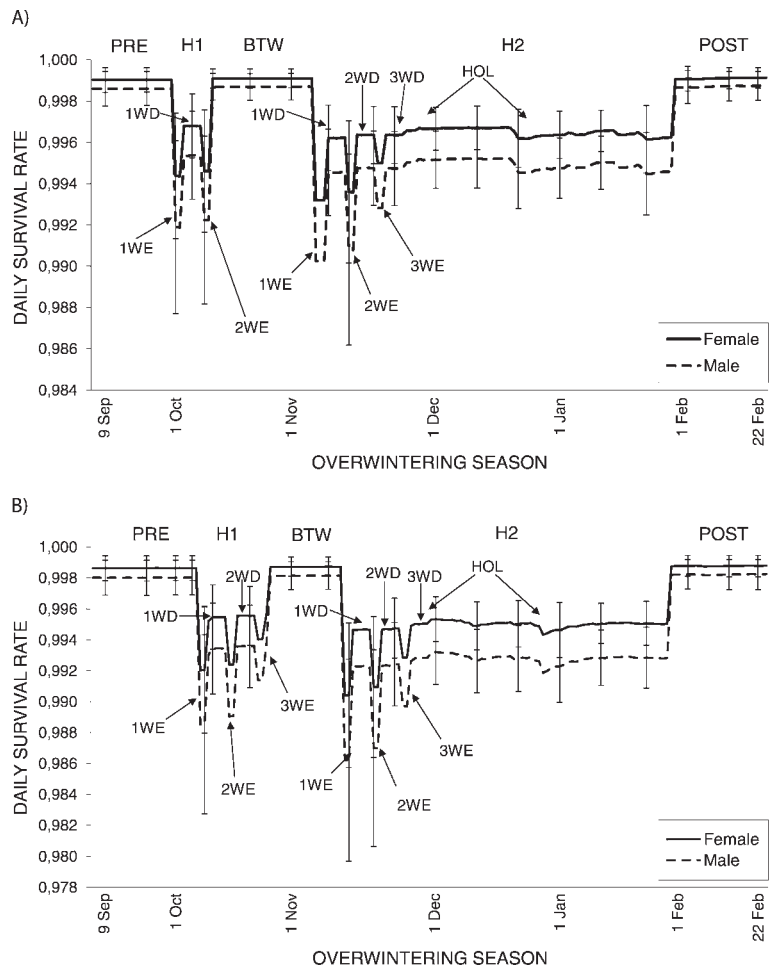 A)
PRE H1 BTW H2 POST
1,000
0,998
0,996
0,994
0,992
0,990
0,988
0,986
0,984
DAILY SURVIVAL RATE
1WD
1WE
2WE
1WD
2WD
3WD
HOL
1WE
2WE
3WE
Female
Male
9 Sep
1 Oct
1 Nov
1 Dec
1 Jan
1 Feb
22 Feb
OVERWINTERING SEASON
B)
PRE H1 BTW H2 POST
1,000
0,998
0,996
0,994
0,992
0,990
0,988
0,986
0,984
0,982
0,980
0,978
DAILY SURVIVAL RATE
1WD
2WD
1WE
2WE
3WE
1WD
2WD
3WD
HOL
1WE
2WE
3WE
Female
Male
9 Sep
1 Oct
1 Nov
1 Dec
1 Jan
1 Feb
22 Feb
OVERWINTERING SEASON